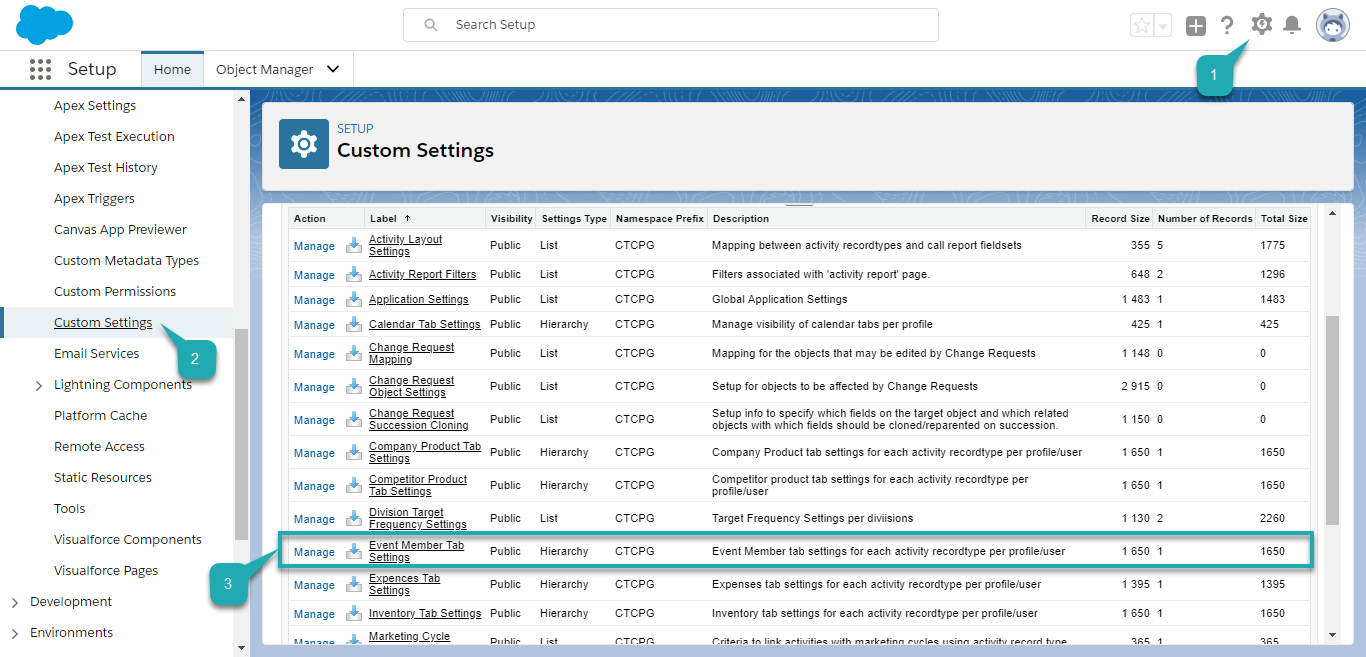 Search Setup
1
Setup
Home
Object Manager
Apex Settings
Apex Test Execution
Apex Test History
Apex Triggers
Canvas App Previewer
Custom Metadata Types
Custom Permissions
Custom Settings
2
Email Services
Lightning Components
Platform Cache
Remote Access
Static Resources
Tools
Visualforce Components
Visualforce Pages
Development
Environments
SETUP
Custom Settings
Action Label Visibility Settings Type Namespace Prefix Description Record Size Number of Records Total Size
Manage Activity Layout Settings Public List CTCPG Mapping between activity recordtypes and call report fieldsets 355 5 1775
Manage Activity Report Filters Public List CTCPG Filters associated with 'activity report' page. 648 2 1296
Manage Application Settings Public List CTCPG Global Application Settings 1 483 1 1483
Manage Calendar Tab Settings Public Hierarchy CTCPG Manage visibility of calendar tabs per profile 425 1 425
Manage Change Request Mapping Public List CTCPG Mapping for the objects that may be edited by Change Requests 1 148 0 0
Manage Change Request Object Settings Public List CTCPG Setup for objects to be affected by Change Requests 2 915 0 0
Manage Change Request Succession Cloning Public List CTCPG Setup info to specify which fields on the target object and which related objects with which fields should be cloned/reparented on succession. 1 150 0 0
Manage Company Product Tab Settings Public Hierarchy CTCPG Company Product tab settings for each activity recordtype per profile/user 1 650 1 1650
Manage Competitor Product Tab Settings Public Hierarchy CTCPG Competitor product tab settings for each activity recordtype per profile/user 1 650 1 1650
Manage Division Target Frequency Settings Public List CTCPG Target Frequency Settings per diviisions 1 130 2 2260
3
Manage Event Member Tab Settings Public Hierarchy CTCPG Event Member tab settings for each activity recordtype per profile/user 1 650 1 1650
Manage Expences Tab Settings Public Hierarchy CTCPG Expenses tab settings for each activity recordtype per profile/user 1 395 1 1395
Manage Inventory Tab Settings Public Hierarchy CTCPG Inventory tab settings for each activity recordtype per profile/user 1 650 1 1650
Manage Marketing Cycle Public List CTCPG Criteria to link activities with marketing cycles using activity record type 365 1 365